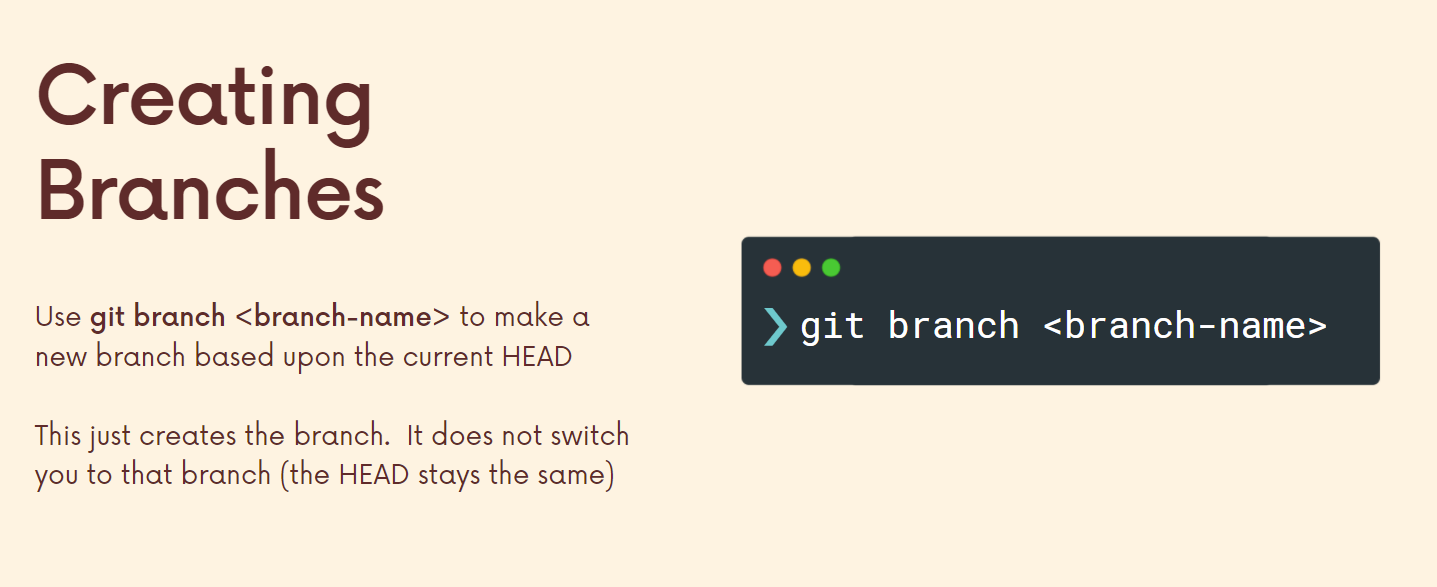 Creating
Branches
Use git branch <branch-name> to make a
new branch based upon the current HEAD
This just creates the branch.  It does not switch
you to that branch (the HEAD stays the same)
❯ git branch <branch-name>